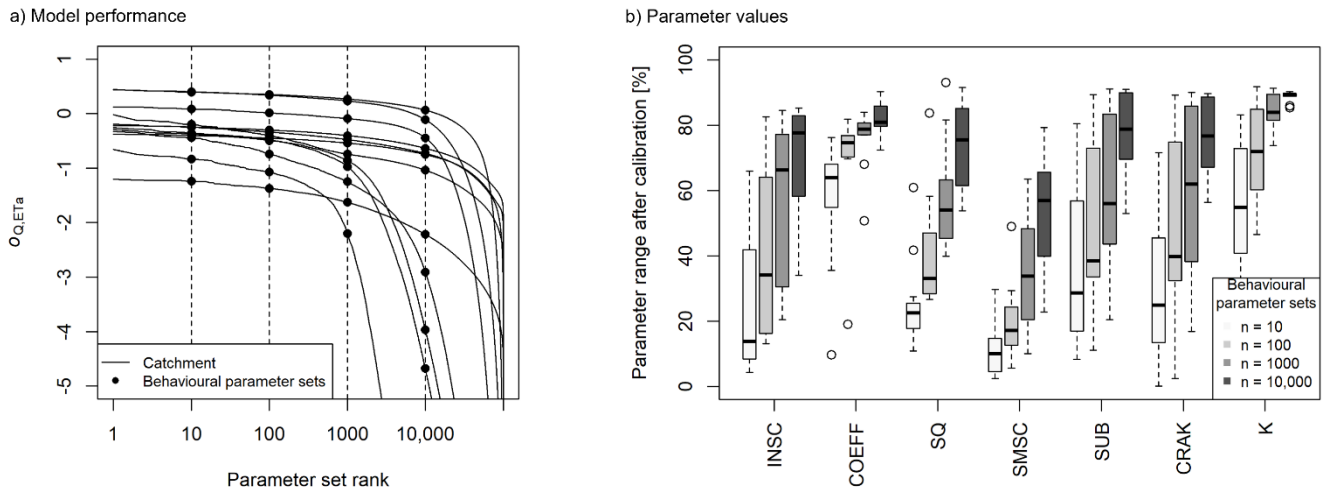 a) Model performance
1
0
-1
-2
-3
-4
-5
oQ,ETa
Catchment
Behavioural parameter sets
1
10
100
1000
10,000
Parameter set rank
b) Parameter values
100
80
60
40
20
0
Parameter range after calibration [%]
Behavioural
parameter sets
n = 10
n = 100
n = 1000
n = 10,000
INSC
COEFF
SQ
SMSC
SUB
CRAK
K